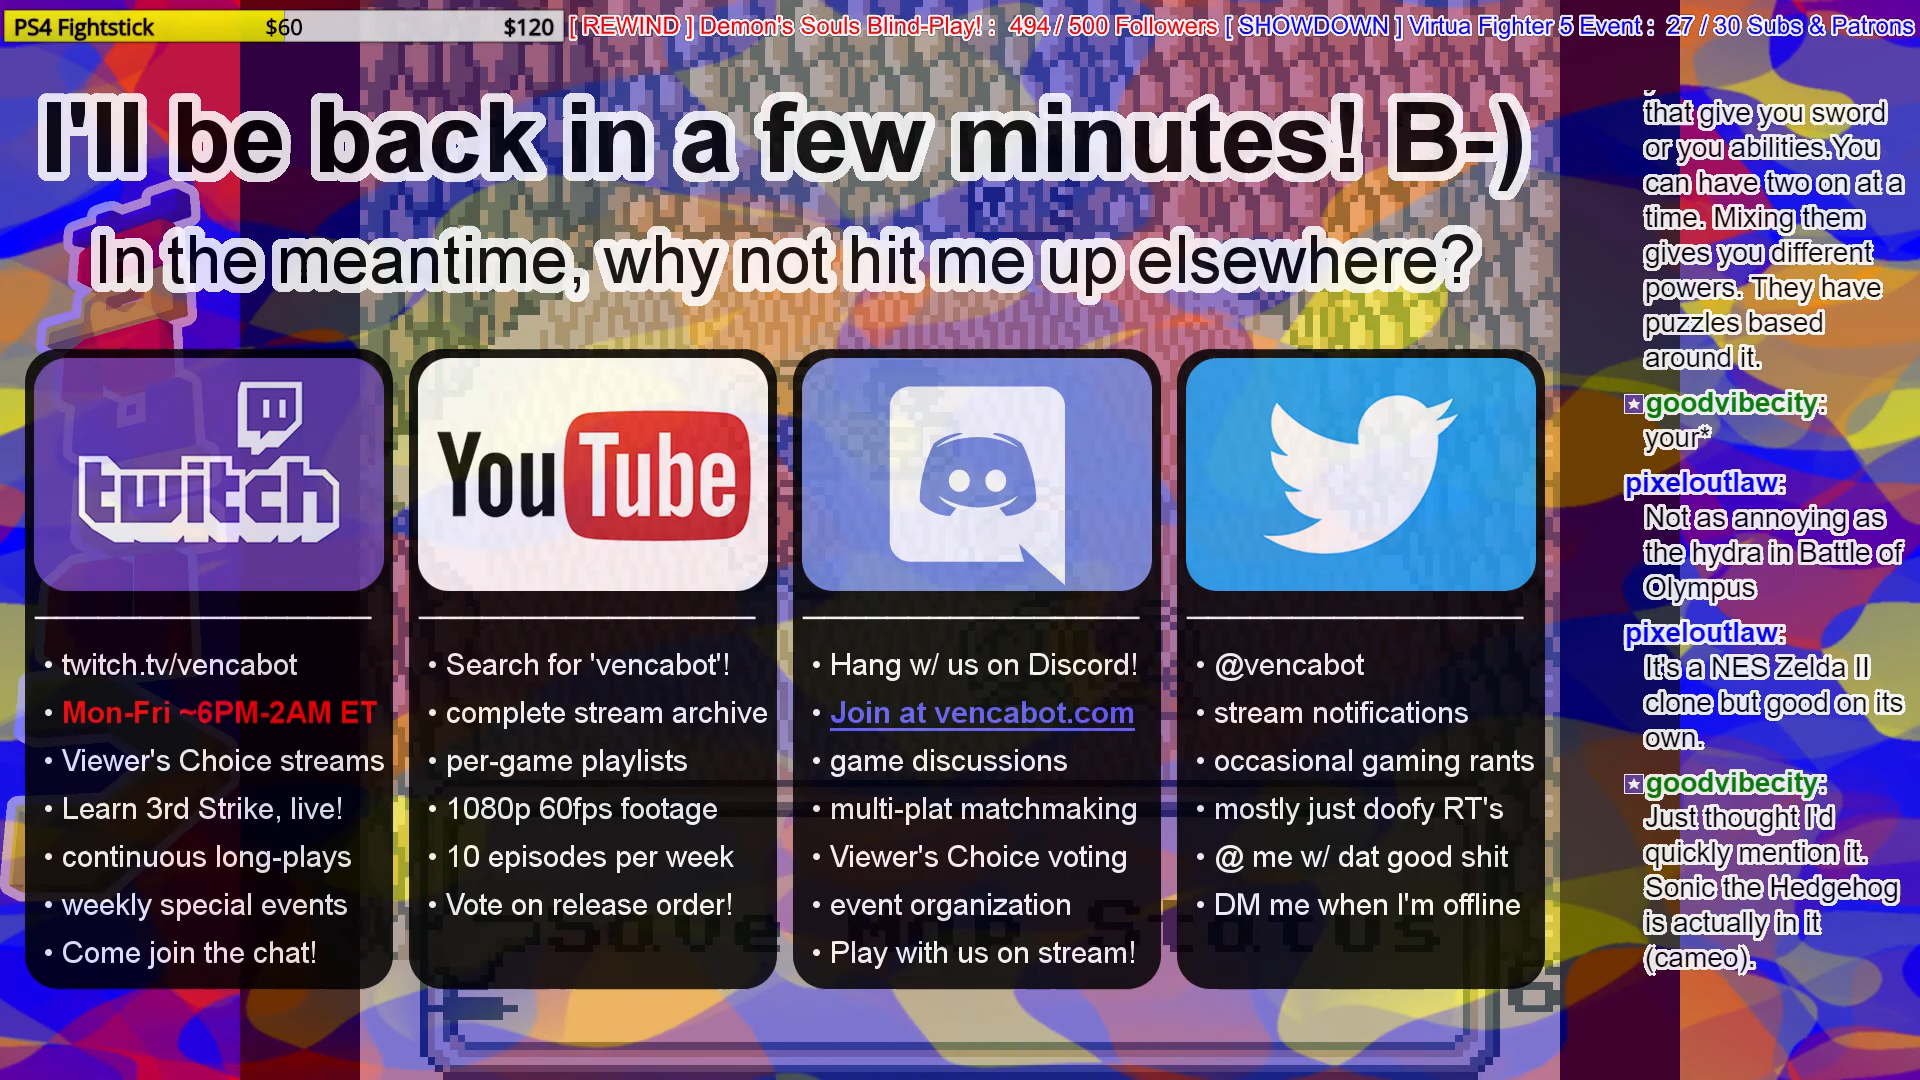 PS4 Fightstick $60 $120 [ REWIND ] Demon's Souls Blind-Play! : 494 / 500 Followers [ SHOWDOWN ] Virtua Fighter 5 Event : 27 / 30 Subs & Patrons
I'll be back in a few minutes! B-)
In the meantime, why not hit me up elsewhere?
twitch
• twitch.tv/vencabot
• Mon-Fri ~6PM-2AM ET
• Viewer's Choice streams
• Learn 3rd Strike, live!
• continuous long-plays
• weekly special events
• Come join the chat!
YouTube
• Search for 'vencabot'!
• complete stream archive
• per-game playlists
• 1080p 60fps footage
• 10 episodes per week
• Vote on release order!
• Hang w/ us on Discord!
• Join at vencabot.com
• game discussions
• multi-plat matchmaking
• Viewer's Choice voting
• event organization
• Play with us on stream!
• @vencabot
• stream notifications
• occasional gaming rants
• mostly just doofy RT's
• @ me w/ dat good shit
• DM me when I'm offline
Save Map Status
that give you sword
or you abilities.You
can have two on at a
time. Mixing them
gives you different
powers. They have
puzzles based
around it.
goodvibecity:
your*
pixeloutlaw:
Not as annoying as
the hydra in Battle of
Olympus
pixeloutlaw:
It's a NES Zelda II
clone but good on its
own.
goodvibecity:
Just thought I'd
quickly mention it.
Sonic the Hedgehog
is actually in it
(cameo).